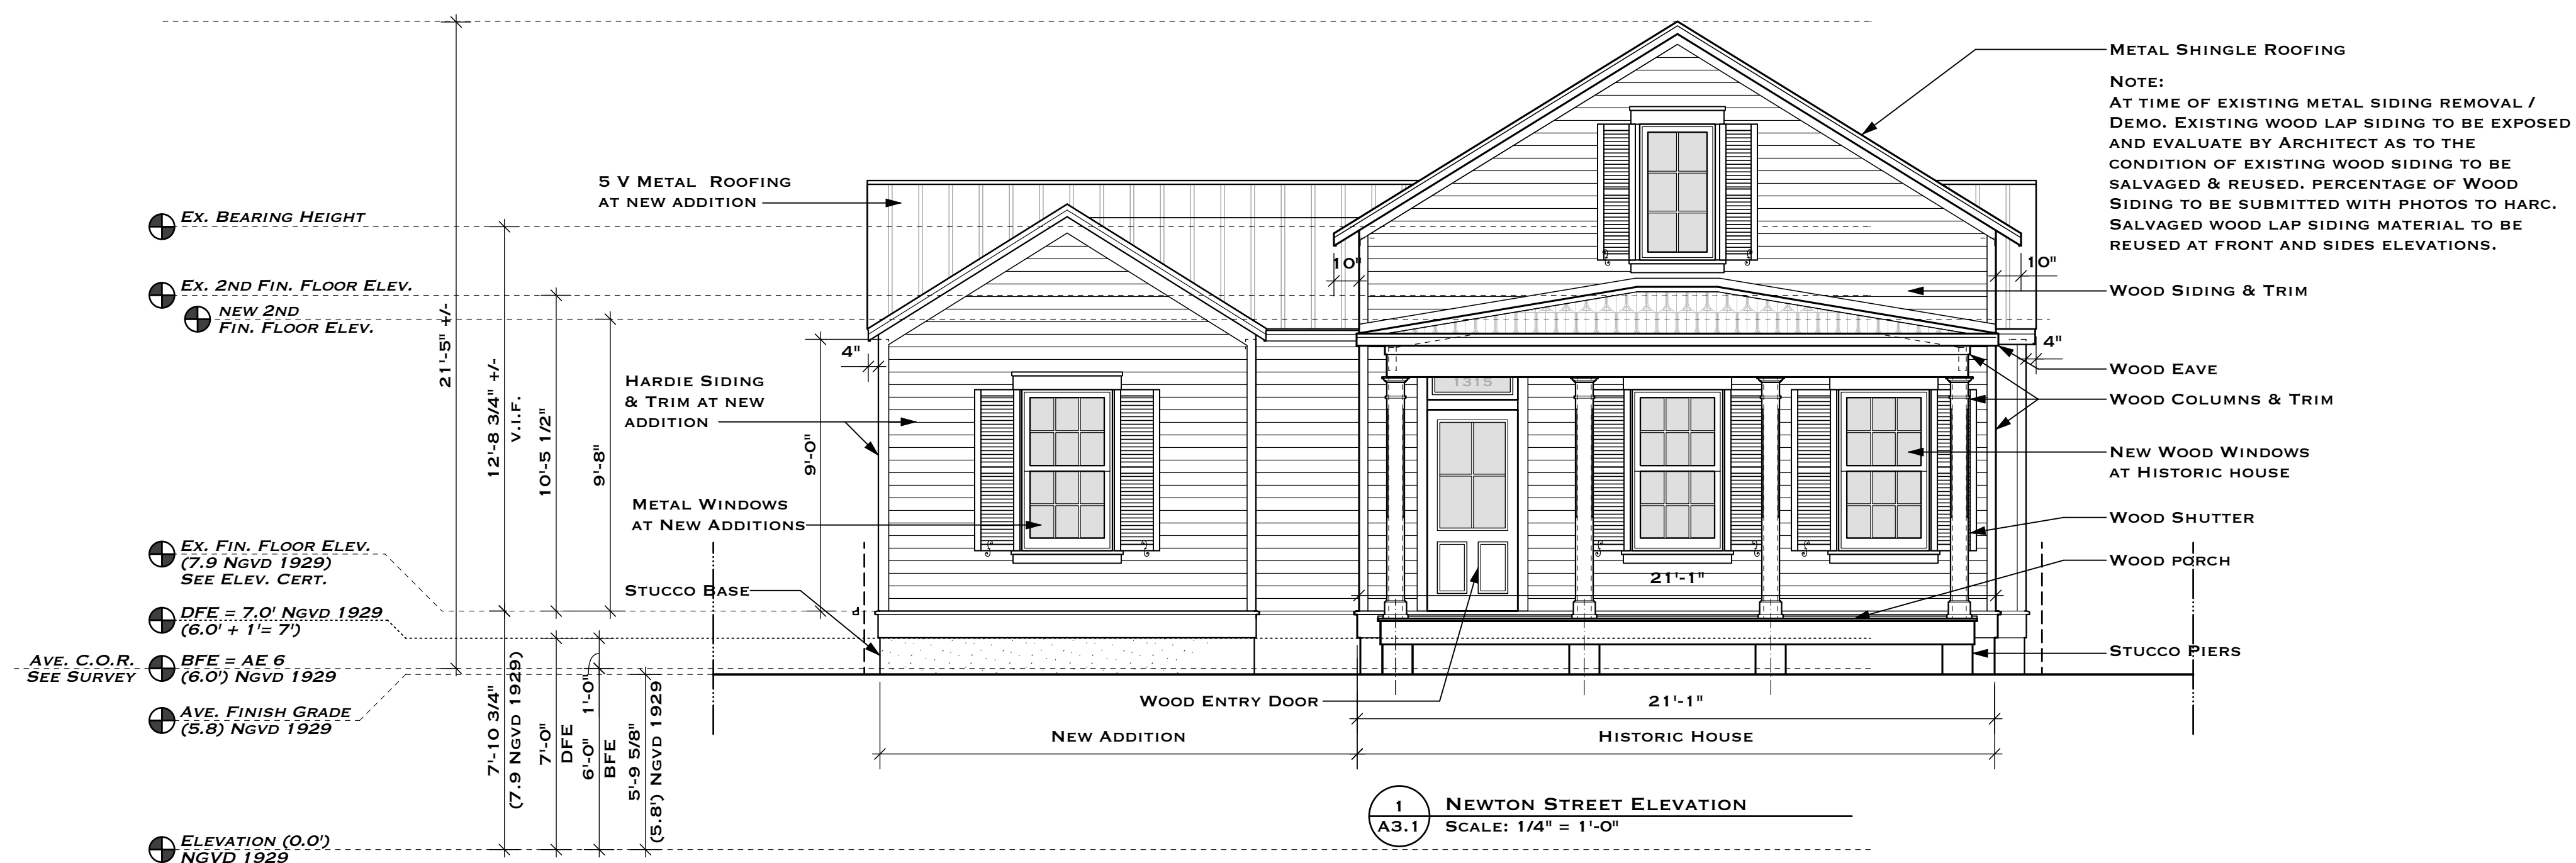 Metal Shingle Roofing
Note:
At time of existing metal siding removal /
Demo. Existing wood lap siding to be exposed
and evaluate by Architect as to the
condition of existing wood siding to be
salvaged & reused. percentage of Wood
Siding to be submitted with photos to HARC.
Salvaged wood lap siding material to be
reused at front and sides elevations.
5 V Metal Roofing
at new addition
Ex. Bearing Height
Ex. 2nd Fin. Floor Elev.
New 2nd
Fin. Floor Elev.
21'-5" +/-
12'-8 3/4" +/-
V.I.F.
10'-5 1/2"
9'-8"
9'-0"
4"
10"
10"
4"
Wood Siding & Trim
Wood Eave
Wood Columns & Trim
New Wood Windows
at Historic house
Wood Shutter
Wood porch
Stucco Piers
Hardie Siding
& Trim at new
addition
Metal Windows
at New Additions
Stucco Base
1315
21'-1"
Ex. Fin. Floor Elev.
(7.9 Ngvd 1929)
See Elev. Cert.
DFE = 7.0' Ngvd 1929
(6.0' + 1'= 7')
Ave. C.O.R.
See Survey
BFE = AE 6
(6.0') Ngvd 1929
Ave. Finish Grade
(5.8) Ngvd 1929
Elevation (0.0')
NGVD 1929
7'-10 3/4"
(7.9 Ngvd 1929)
7'-0"
DFE
1'-0"
6'-0"
BFE
5'-9 5/8"
(5.8') Ngvd 1929
Wood Entry Door
21'-1"
New Addition
Historic House
1
A3.1
Newton Street Elevation
Scale: 1/4" = 1'-0"